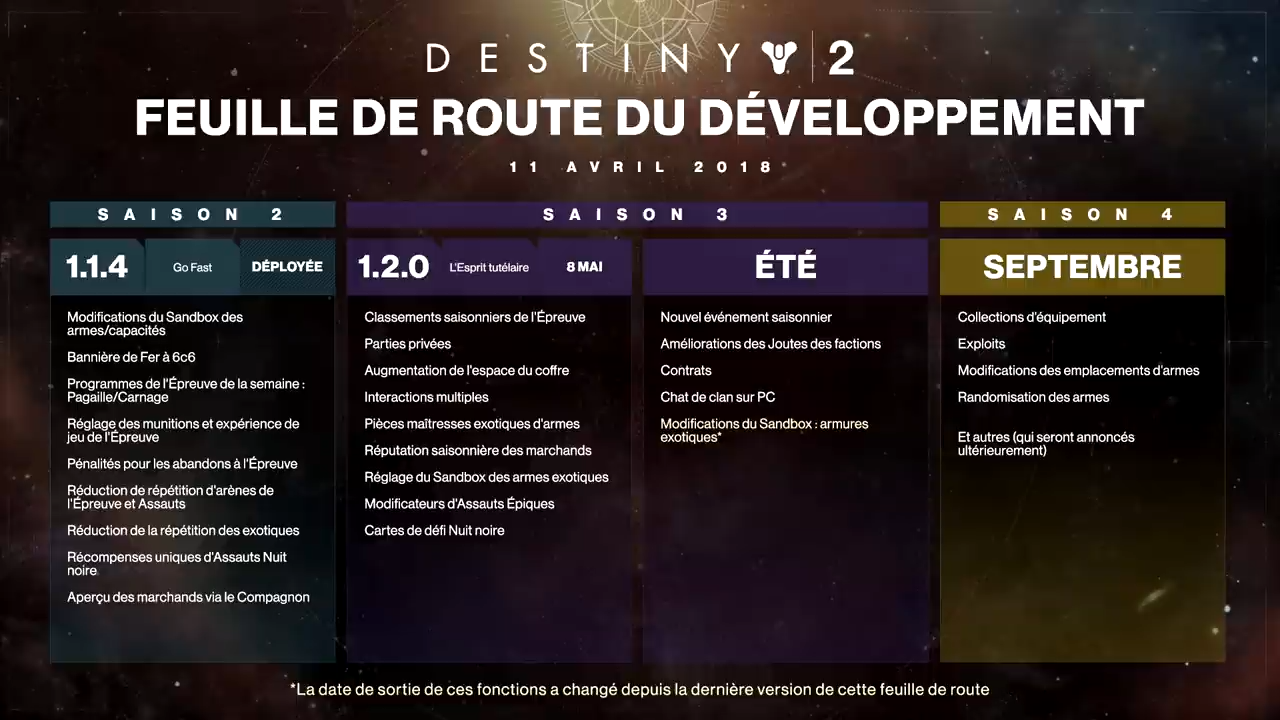 DESTINY 2
FEUILLE DE ROUTE DU DÉVELOPPEMENT
11 AVRIL 2018
SAISON 2
1.1.4 Go Fast DÉPLOYÉE
Modifications du Sandbox des
armes/capacités
Bannière de Fer à 6c6
Programmes de l'Épreuve de la semaine :
Pagaille/Carnage
Réglage des munitions et expérience de
jeu de l'Épreuve
Pénalités pour les abandons à l'Épreuve
Réduction de répétition d'arènes de
l'Épreuve et Assauts
Réduction de la répétition des exotiques
Récompenses uniques d'Assauts Nuit
noire
Aperçu des marchands via le Compagnon
SAISON 3
1.2.0 L'Esprit tutélaire 8 MAI
Classements saisonniers de l'Épreuve
Parties privées
Augmentation de l'espace du coffre
Interactions multiples
Pièces maîtresses exotiques d'armes
Réputation saisonnière des marchands
Réglage du Sandbox des armes exotiques
Modificateurs d'Assauts Épiques
Cartes de défi Nuit noire
ÉTÉ
Nouvel événement saisonnier
Améliorations des Joutes des factions
Contrats
Chat de clan sur PC
Modifications du Sandbox : armures
exotiques*
SAISON 4
SEPTEMBRE
Collections d'équipement
Exploits
Modifications des emplacements d'armes
Randomisation des armes
Et autres (qui seront annoncés
ultérieurement)
*La date de sortie de ces fonctions a changé depuis la dernière version de cette feuille de route